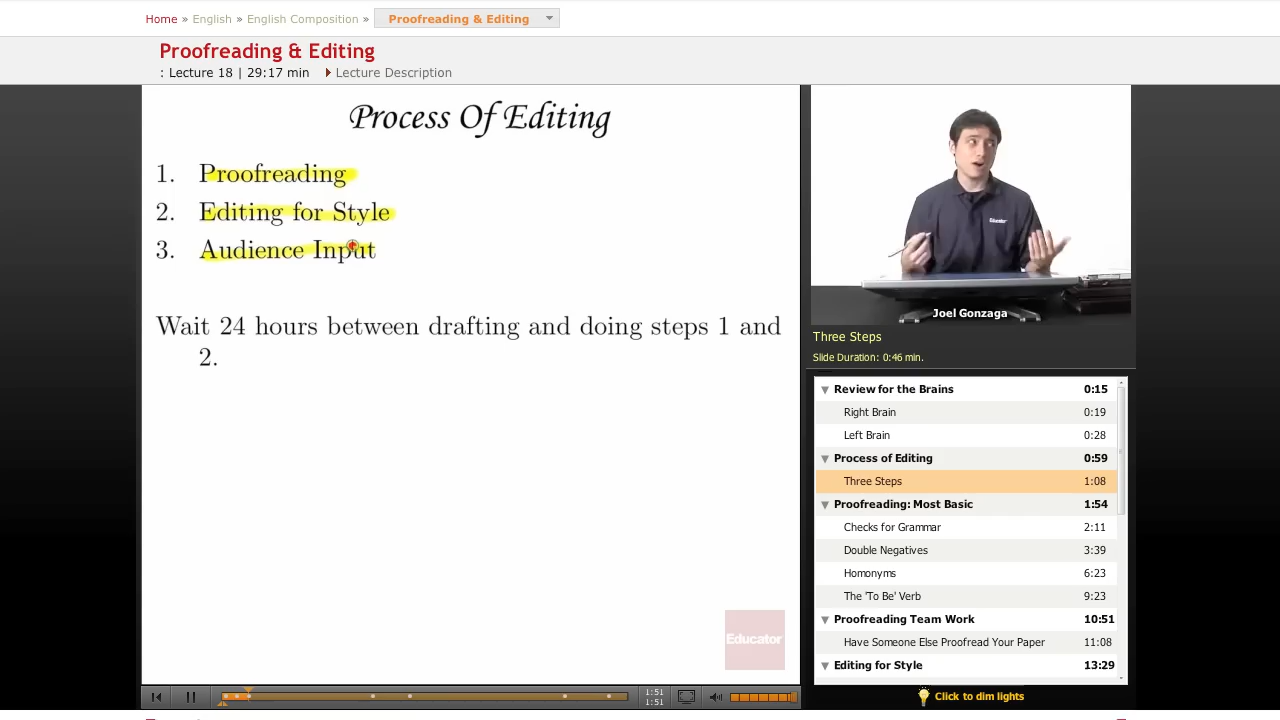 Home » English » English Composition » Proofreading & Editing
Proofreading & Editing
: Lecture 18 | 29:17 min Lecture Description
Process Of Editing
1. Proofreading
2. Editing for Style
3. Audience Input
Wait 24 hours between drafting and doing steps 1 and
2.
Educator
Educator
Joel Gonzaga
Three Steps
Slide Duration: 0:46 min.
Review for the Brains 0:15
Right Brain 0:19
Left Brain 0:28
Process of Editing 0:59
Three Steps 1:08
Proofreading: Most Basic 1:54
Checks for Grammar 2:11
Double Negatives 3:39
Homonyms 6:23
The 'To Be' Verb 9:23
Proofreading Team Work 10:51
Have Someone Else Proofread Your Paper 11:08
Editing for Style 13:29
1:51
1:51
Click to dim lights